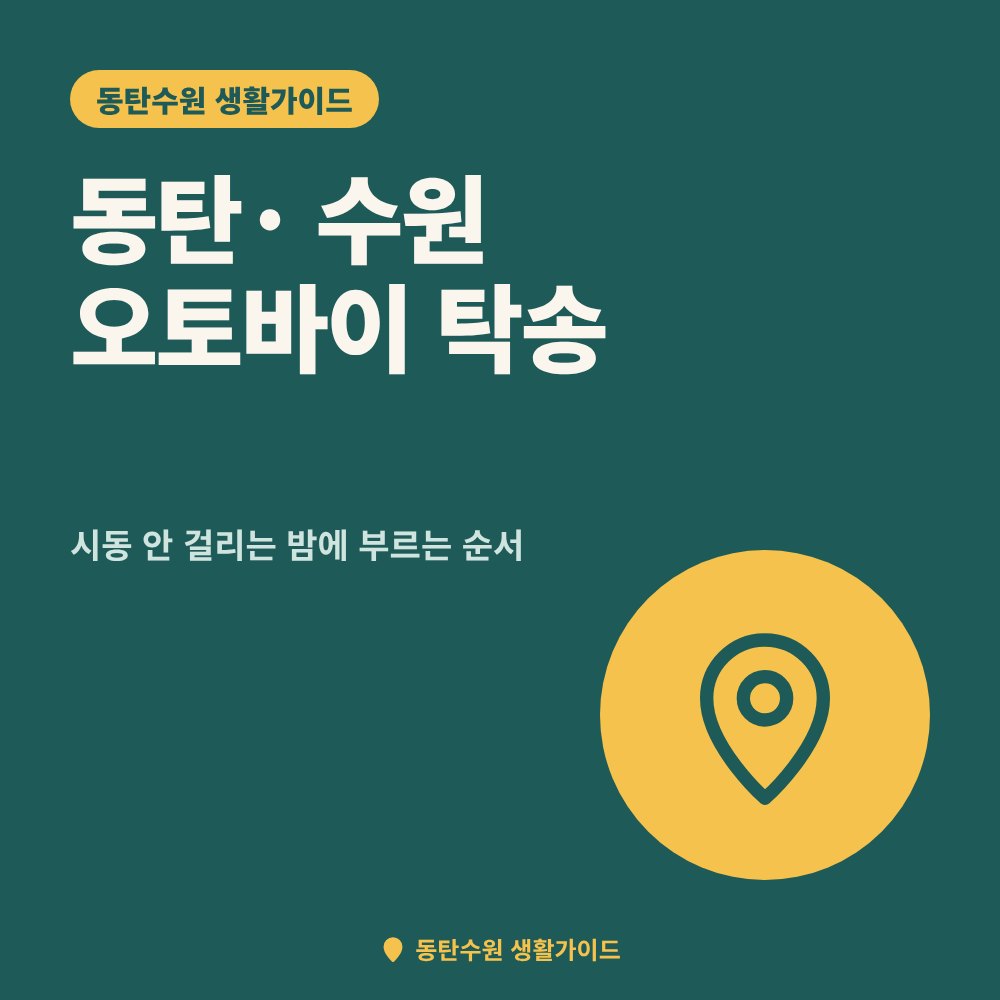 동탄수원 생활가이드
동탄· 수원
오토바이 탁송
시동 안 걸리는 밤에 부르는 순서
동탄수원 생활가이드